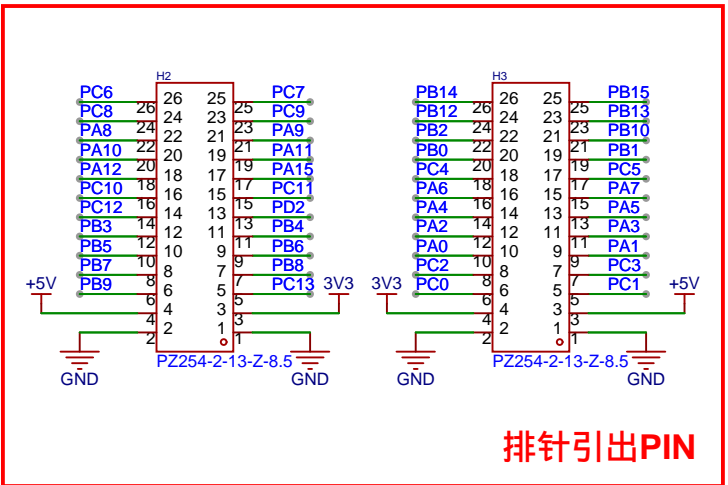 H2 H3
PC6 26 25 PC7 PB14 26 25 PB15
26 25 26 25
PC8 24 23 PC9 PB12 24 23 PB13
24 23 24 23
PA8 22 21 PA9 PB2 22 21 PB10
22 21 22 21
PA10 20 19 PA11 PB0 20 19 PB1
20 19 20 19
PA12 18 17 PA15 PC4 18 17 PC5
18 17 18 17
PC10 16 15 PC11 PA6 16 15 PA7
16 15 16 15
PC12 14 13 PD2 PA4 14 13 PA5
14 13 14 13
PB3 12 11 PB4 PA2 12 11 PA3
12 11 12 11
PB5 10 9 PB6 PA0 10 9 PA1
10 9 10 9
PB7 8 7 PB8 PC2 8 7 PC3
8 7 8 7
+5V PB9 6 5 PC13 3V3 3V3 PC0 6 5 PC1 +5V
6 5 6 5
4 3 4 3
4 3 4 3
2 1 2 1
2 1 2 1
PZ254-2-13-Z-8.5 PZ254-2-13-Z-8.5
GND GND GND GND
排针引出PIN